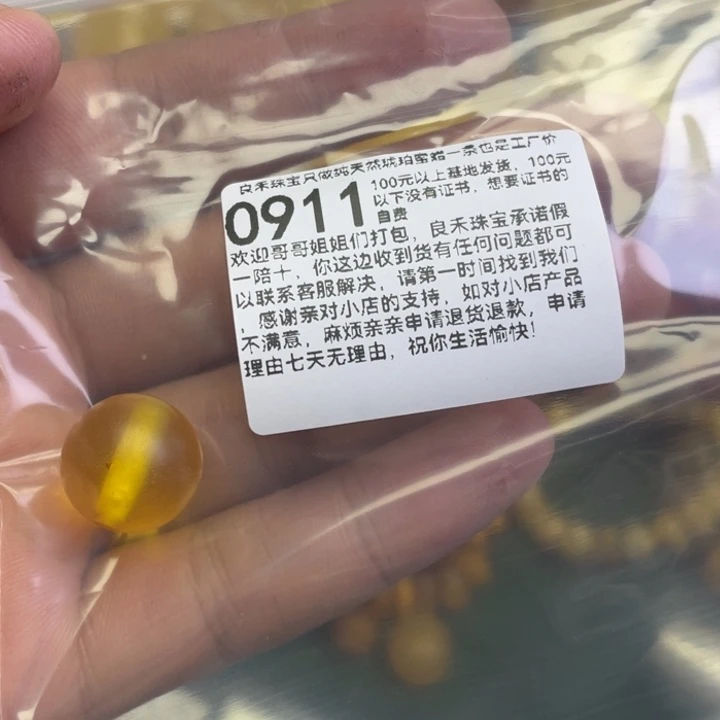 良禾珠宝只做纯天然琥珀蜜蜡一条也是工厂价
0911
100元以上基地发货，100元
以下没有证书，想要证书的
自费
欢迎哥哥姐姐们打包，良禾珠宝承诺假
一陪十，你这边收到货有任何问题都可
以联系客服解决，请第一时间找到我们
，感谢亲对小店的支持，如对小店产品
不满意，麻烦亲亲申请退货退款，申请
理由七天无理由，祝你生活愉快！